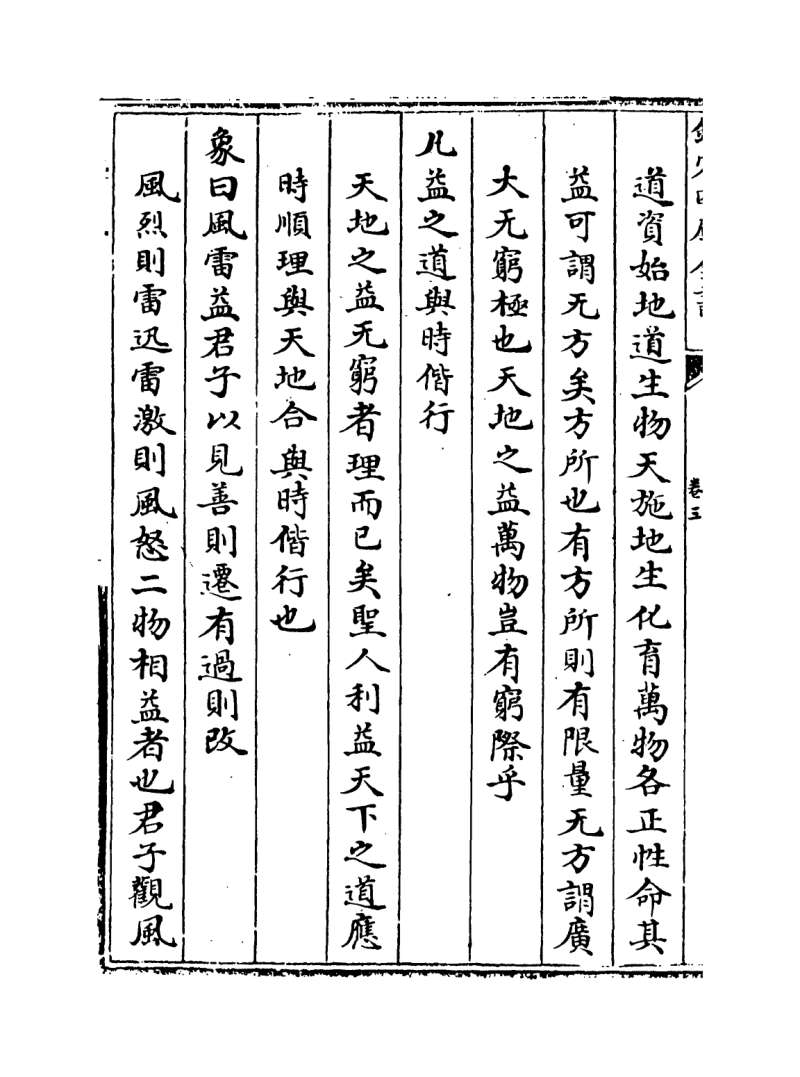 道資始地道生物天施地生化育萬物各正性命其
益可謂无方矣方所也有方所則有限量无方謂廣
大无窮極也天地之益萬物豈有窮際乎
凡益之道與時偕行
天地之益无窮者理而已矣聖人利益天下之道應
時順理與天地合與時偕行也
象曰風雷益君子以見善則遷有過則改
風烈則雷迅雷激則風怒二物相益者也君子觀風
卷三